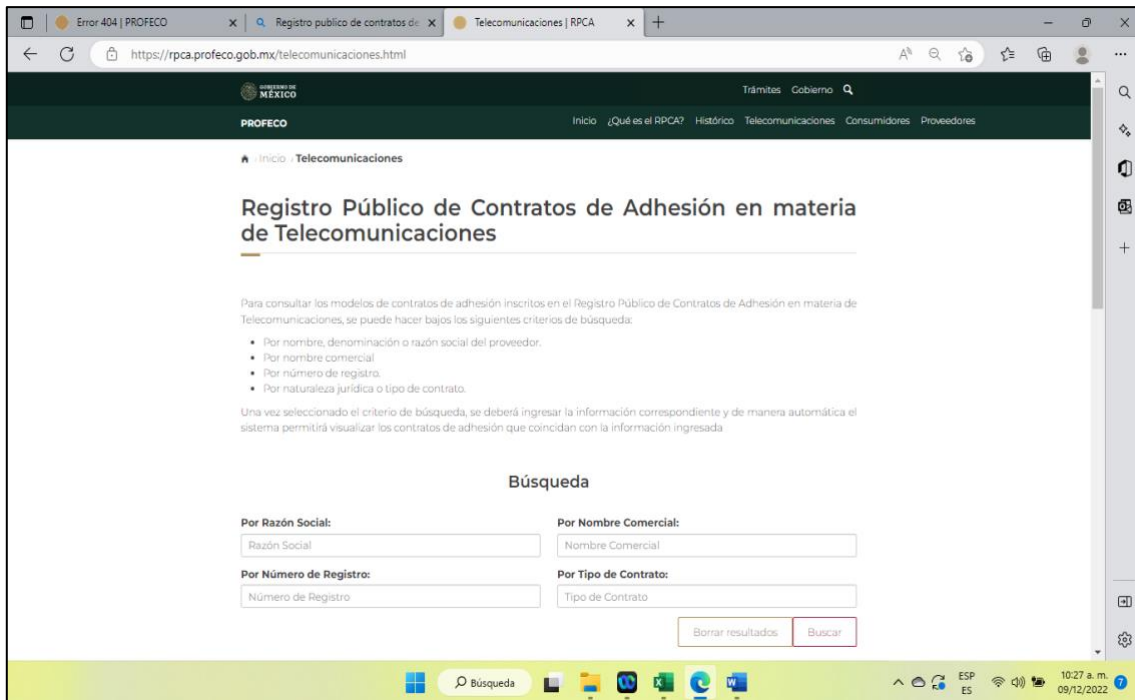 Error 404 | PROFECO
Registro publico de contratos de
Telecomunicaciones | RPCA
https://rpca.profeco.gob.mx/telecomunicaciones.html
GOBIERNO DE
MÉXICO
Trámites Gobierno
PROFECO
Inicio ¿Qué es el RPCA? Histórico Telecomunicaciones Consumidores Proveedores
Inicio Telecomunicaciones
Registro Público de Contratos de Adhesión en materia
de Telecomunicaciones
Para consultar los modelos de contratos de adhesión inscritos en el Registro Público de Contratos de Adhesión en materia de
Telecomunicaciones, se puede hacer bajos los siguientes criterios de búsqueda:
Por nombre, denominación o razón social del proveedor.
Por nombre comercial
Por número de registro.
Por naturaleza jurídica o tipo de contrato.
Una vez seleccionado el criterio de búsqueda, se deberá ingresar la información correspondiente y de manera automática el
sistema permitirá visualizar los contratos de adhesión que coincidan con la información ingresada
Búsqueda
Por Razón Social:
Razón Social
Por Nombre Comercial:
Nombre Comercial
Por Número de Registro:
Número de Registro
Por Tipo de Contrato:
Tipo de Contrato
Borrar resultados
Buscar
Búsqueda
ESP
ES
10:27 a. m.
09/12/2022
7